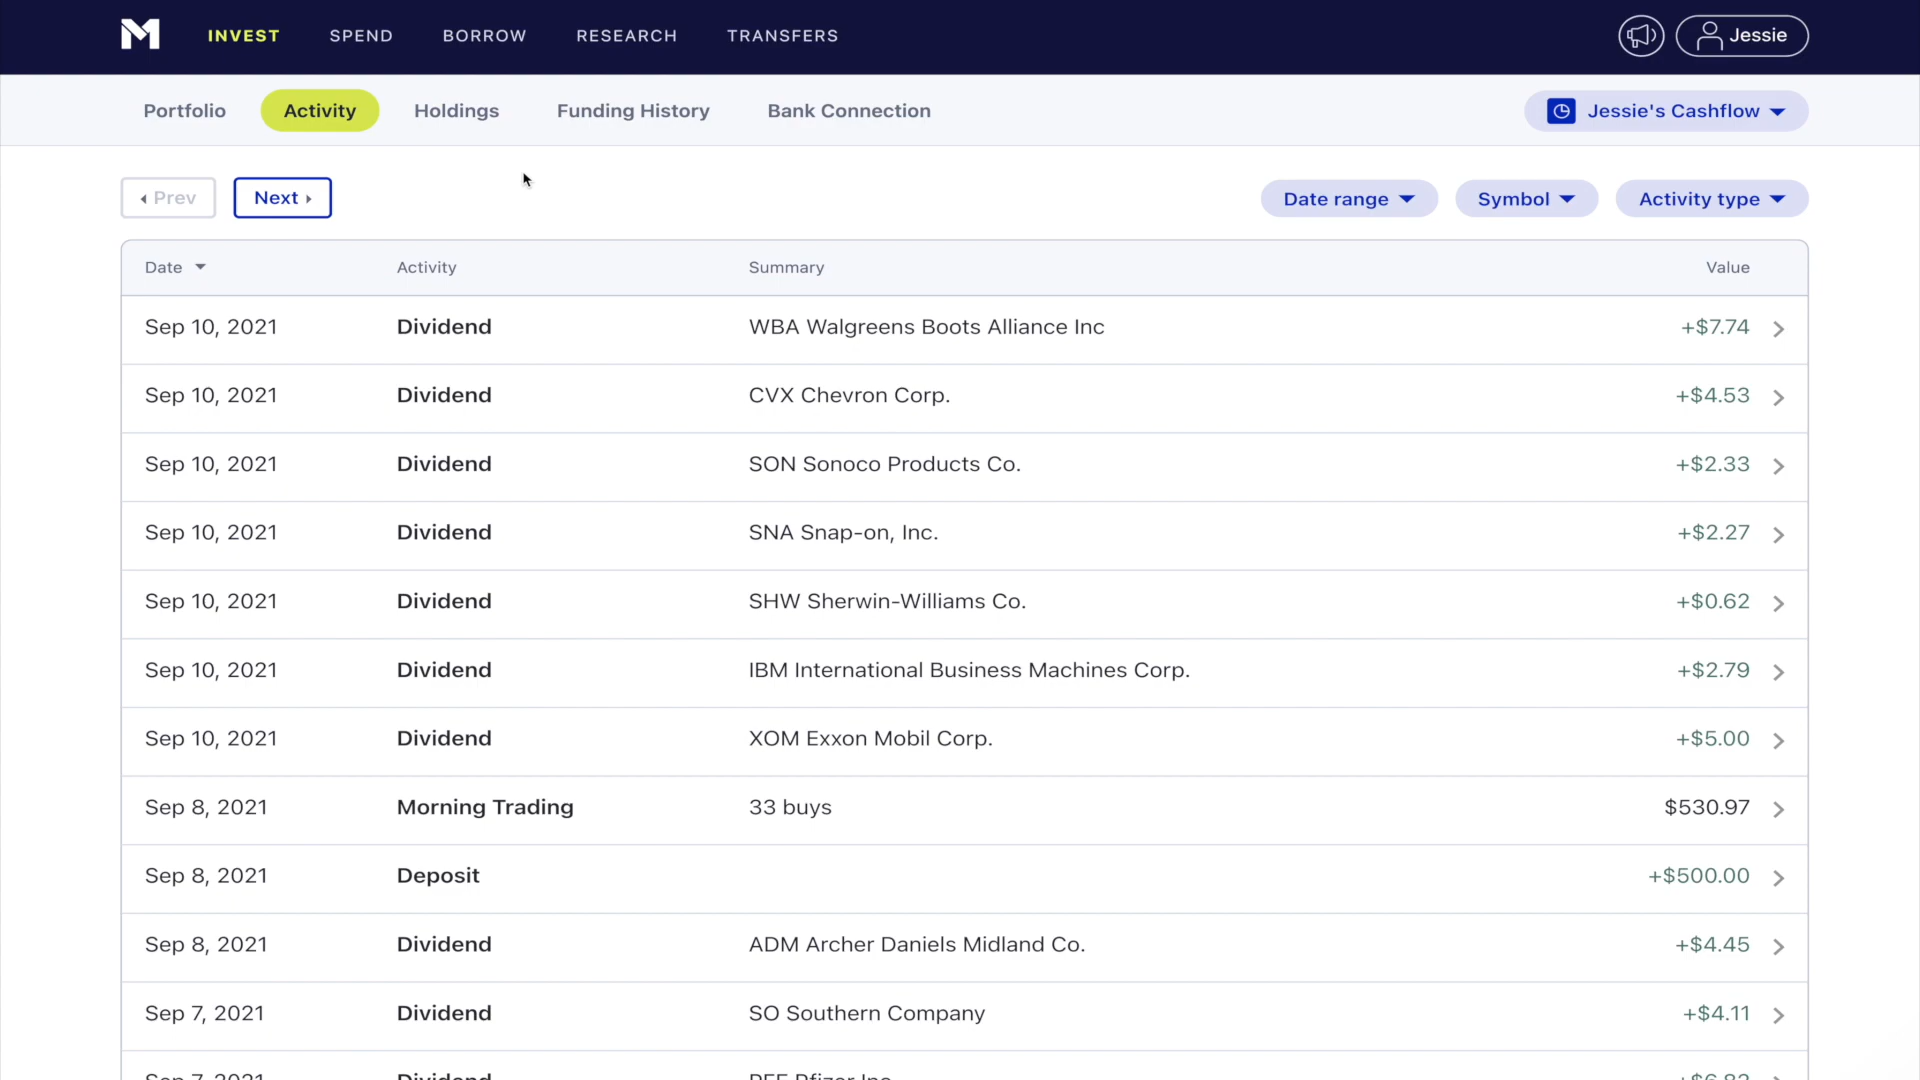 M INVEST SPEND BORROW RESEARCH TRANSFERS Jessie
Portfolio Activity Holdings Funding History Bank Connection Jessie's Cashflow
Prev Next Date range Symbol Activity type
Date Activity Summary Value
Sep 10, 2021 Dividend WBA Walgreens Boots Alliance Inc +$7.74
Sep 10, 2021 Dividend CVX Chevron Corp. +$4.53
Sep 10, 2021 Dividend SON Sonoco Products Co. +$2.33
Sep 10, 2021 Dividend SNA Snap-on, Inc. +$2.27
Sep 10, 2021 Dividend SHW Sherwin-Williams Co. +$0.62
Sep 10, 2021 Dividend IBM International Business Machines Corp. +$2.79
Sep 10, 2021 Dividend XOM Exxon Mobil Corp. +$5.00
Sep 8, 2021 Morning Trading 33 buys $530.97
Sep 8, 2021 Deposit +$500.00
Sep 8, 2021 Dividend ADM Archer Daniels Midland Co. +$4.45
Sep 7, 2021 Dividend SO Southern Company +$4.11
Sep 7, 2021 Dividend Pfizer Inc